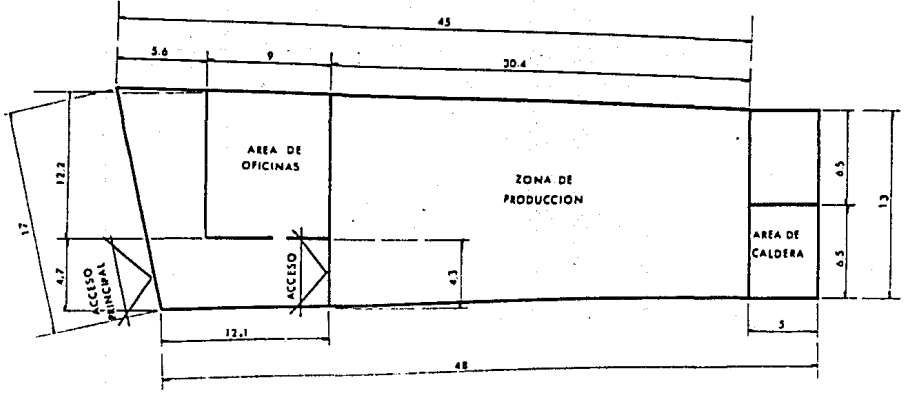 45
5.6
9
30.4
AREA DE
OFICINAS
ZONA DE
PRODUCCION
AREA DE
CALDERA
12.2
17
4.7
ACCESO
PRINCIPAL
ACCESO
4.3
6.5
6.5
13
12.1
5
48